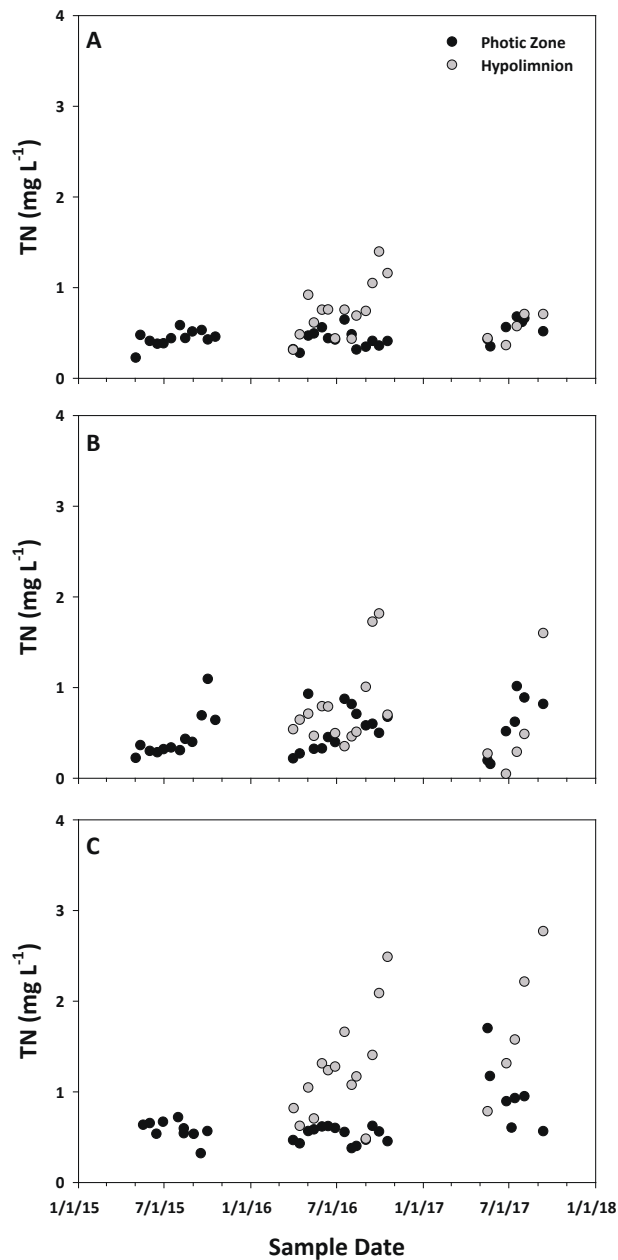 A
Photic Zone
Hypolimnion
4
3
2
1
0
TN (mg L⁻¹)
B
4
3
2
1
0
TN (mg L⁻¹)
C
4
3
2
1
0
TN (mg L⁻¹)
1/1/15 7/1/15 1/1/16 7/1/16 1/1/17 7/1/17 1/1/18
Sample Date